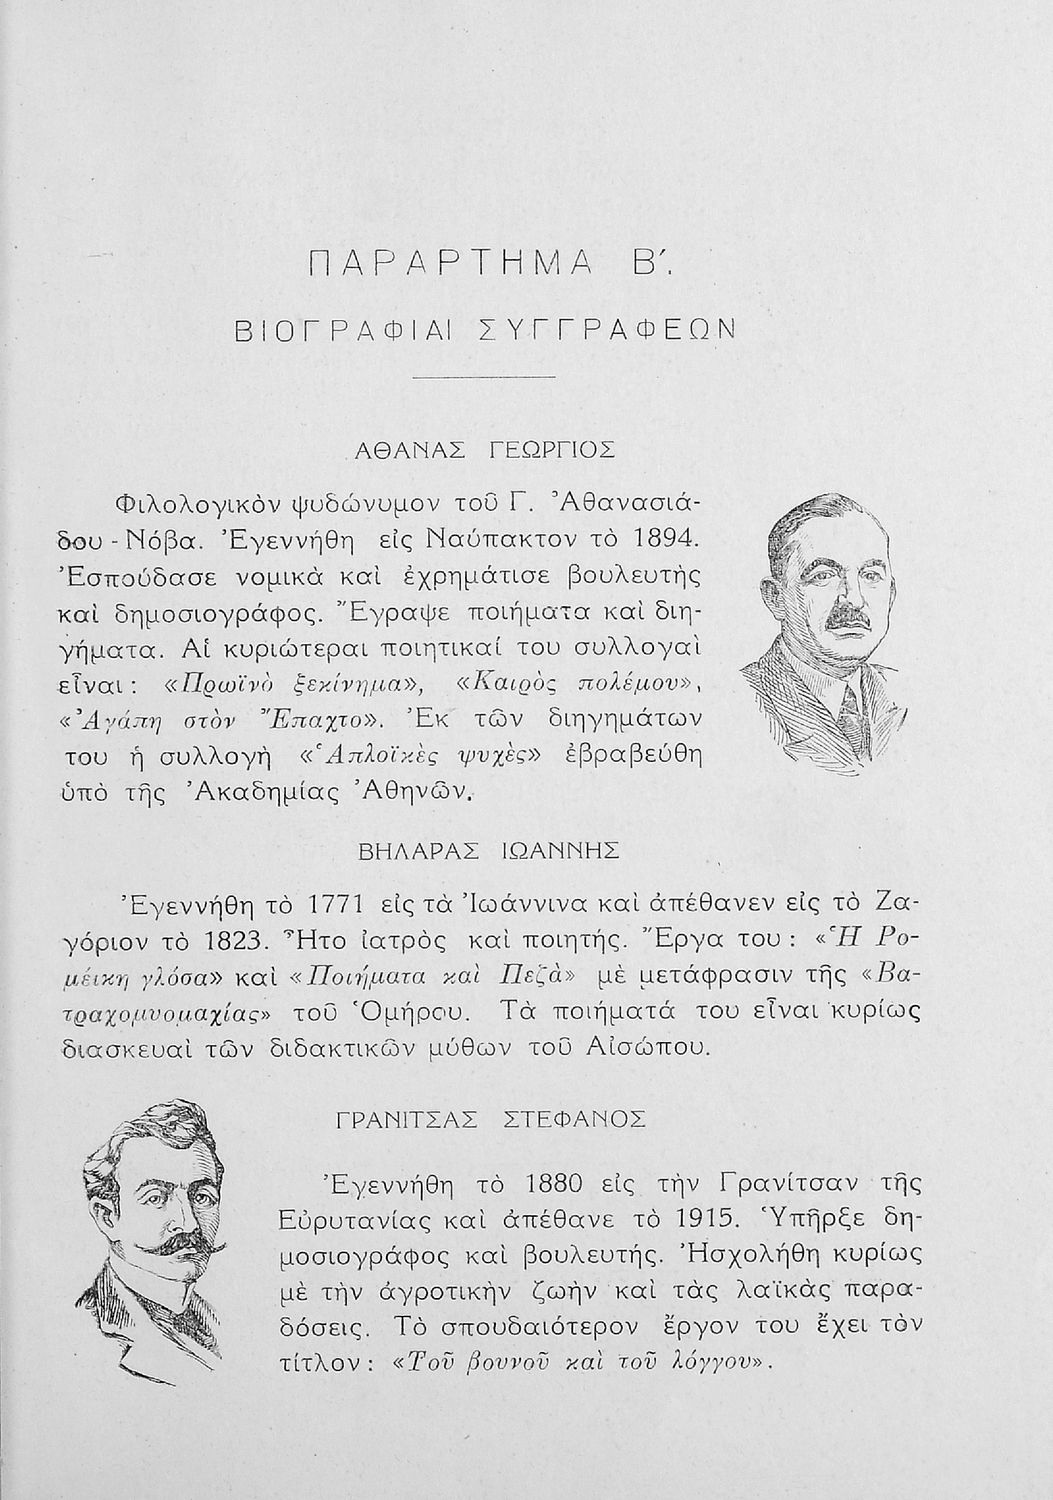 ΠΑΡΑΡΤΗΜΑ Β΄.
ΒΙΟΓΡΑΦΙΑΙ ΣΥΓΓΡΑΦΕΩΝ
ΑΘΑΝΑΣ ΓΕΩΡΓΙΟΣ
Φιλολογικὸν ψυδώνυμον τοῦ Γ. Ἀθανασιά-
δου - Νόβα. Ἐγεννήθη εἰς Ναύπακτον τὸ 1894.
Ἐσπούδασε νομικὰ καὶ ἐχρημάτισε βουλευτὴς
καὶ δημοσιογράφος. Ἔγραψε ποιήματα καὶ διη-
γήματα. Αἱ κυριώτεραι ποιητικαί του συλλογαὶ
εἶναι : «Πρωϊνὸ ξεκίνημα», «Καιρὸς πολέμου»,
«Ἀγάπη στὸν Ἔπαχτο». Ἐκ τῶν διηγημάτων
του ἡ συλλογὴ «Ἁπλοϊκὲς ψυχὲς» ἐβραβεύθη
ὑπὸ τῆς Ἀκαδημίας Ἀθηνῶν.
ΒΗΛΑΡΑΣ ΙΩΑΝΝΗΣ
Ἐγεννήθη τὸ 1771 εἰς τὰ Ἰωάννινα καὶ ἀπέθανεν εἰς τὸ Ζα-
γόριον τὸ 1823. Ἦτο ἰατρὸς καὶ ποιητής. Ἔργα του : «Ἡ Ρο-
μέικη γλόσα» καὶ «Ποιήματα καὶ Πεζὰ» μὲ μετάφρασιν τῆς «Βα-
τραχομυομαχίας» τοῦ Ὁμήρου. Τὰ ποιήματά του εἶναι κυρίως
διασκευαὶ τῶν διδακτικῶν μύθων τοῦ Αἰσώπου.
ΓΡΑΝΙΤΣΑΣ ΣΤΕΦΑΝΟΣ
Ἐγεννήθη τὸ 1880 εἰς τὴν Γρανίτσαν τῆς
Εὐρυτανίας καὶ ἀπέθανε τὸ 1915. Ὑπῆρξε δη-
μοσιογράφος καὶ βουλευτής. Ἠσχολήθη κυρίως
μὲ τὴν ἀγροτικὴν ζωὴν καὶ τὰς λαϊκὰς παρα-
δόσεις. Τὸ σπουδαιότερον ἔργον του ἔχει τὸν
τίτλον : «Τοῦ βουνοῦ καὶ τοῦ λόγγου».